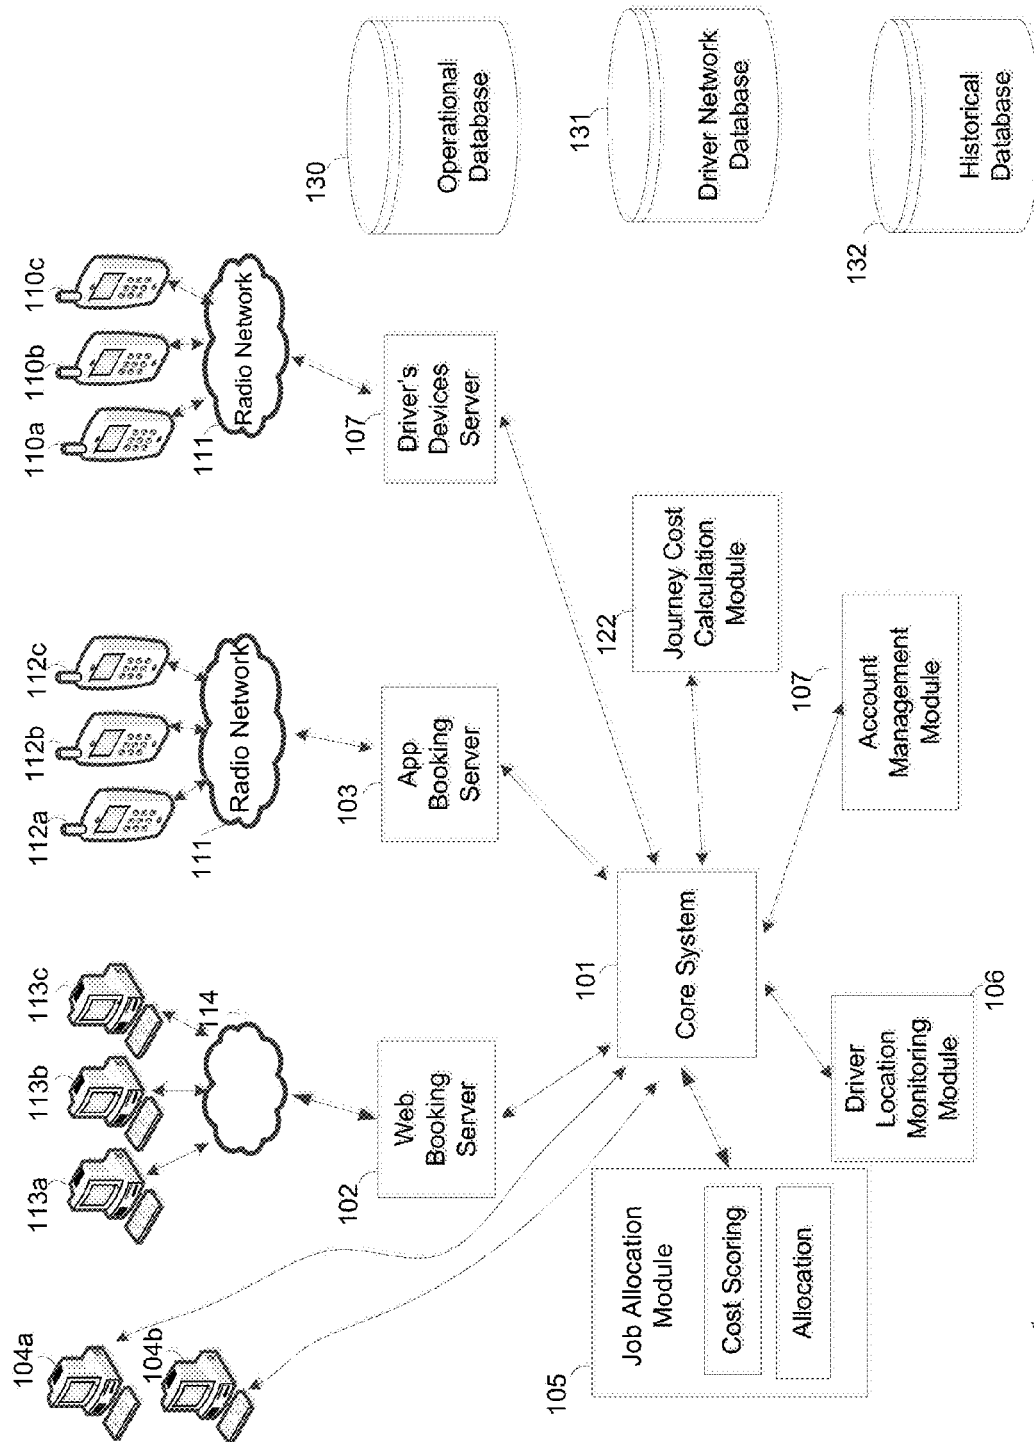 104a
104b
113a
113b
113c
114
112a
112b
112c
111
Radio Network
110a
110b
110c
111
Radio Network
102
Web
Booking
Server
103
App
Booking
Server
107
Driver's
Devices
Server
130
Operational
Database
131
Driver Network
Database
132
Historical
Database
101
Core System
122
Journey Cost
Calculation
Module
105
Job Allocation
Module
Cost Scoring
Allocation
106
Driver
Location
Monitoring
Module
107
Account
Management
Module